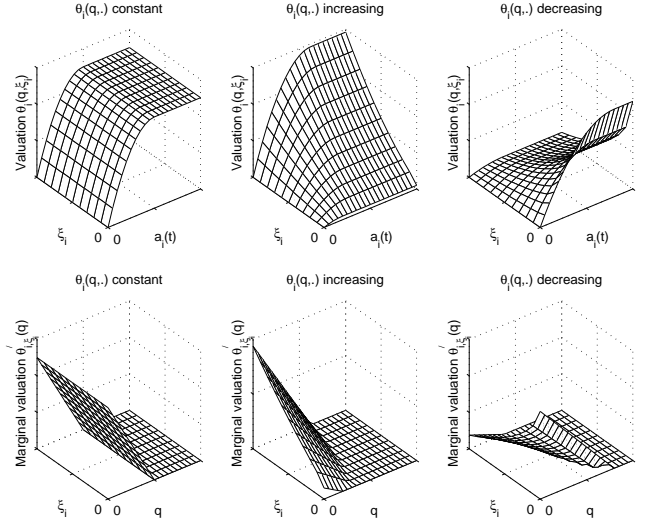 θi(q,.) constant
θi(q,.) increasing
θi(q,.) decreasing
Valuation θi(q,ξi)
Valuation θi(q,ξi)
Valuation θi(q,ξi)
ξi 0 0 ai(t)
ξi 0 0 ai(t)
ξi 0 0 ai(t)
θi(q,.) constant
θi(q,.) increasing
θi(q,.) decreasing
Marginal valuation θ′i,ξi(q)
Marginal valuation θ′i,ξi(q)
Marginal valuation θ′i,ξi(q)
ξi 0 0 q
ξi 0 0 q
ξi 0 0 q